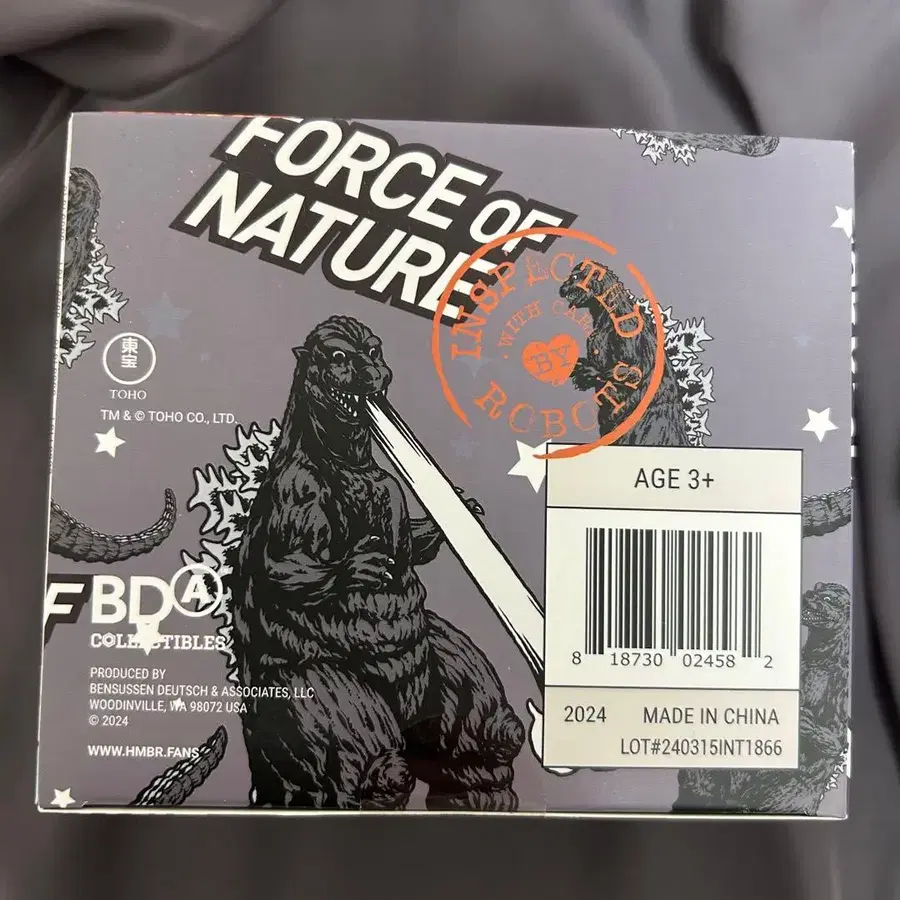 FORCE OF
NATURE
INSPECTED
WITH CARE
BY
ROBOTS
東
宝
TOHO
TM & © TOHO CO., LTD.
AGE 3+
8 18730 02458 2
2024 MADE IN CHINA
LOT#240315INT1866
F
BDA
COLLECTIBLES
PRODUCED BY
BENSUSSEN DEUTSCH & ASSOCIATES, LLC
WOODINVILLE, WA 98072 USA
© 2024
WWW.HMBR.FANS